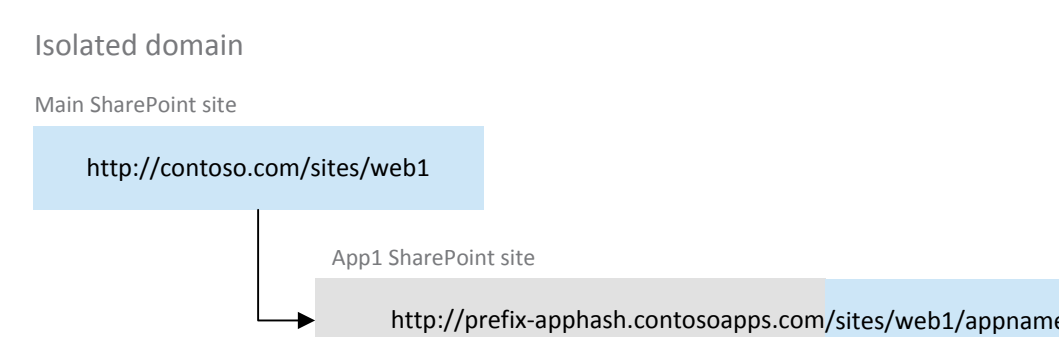 Isolated domain
Main SharePoint site
http://contoso.com/sites/web1
App1 SharePoint site
http://prefix-apphash.contosoapps.com/sites/web1/appname